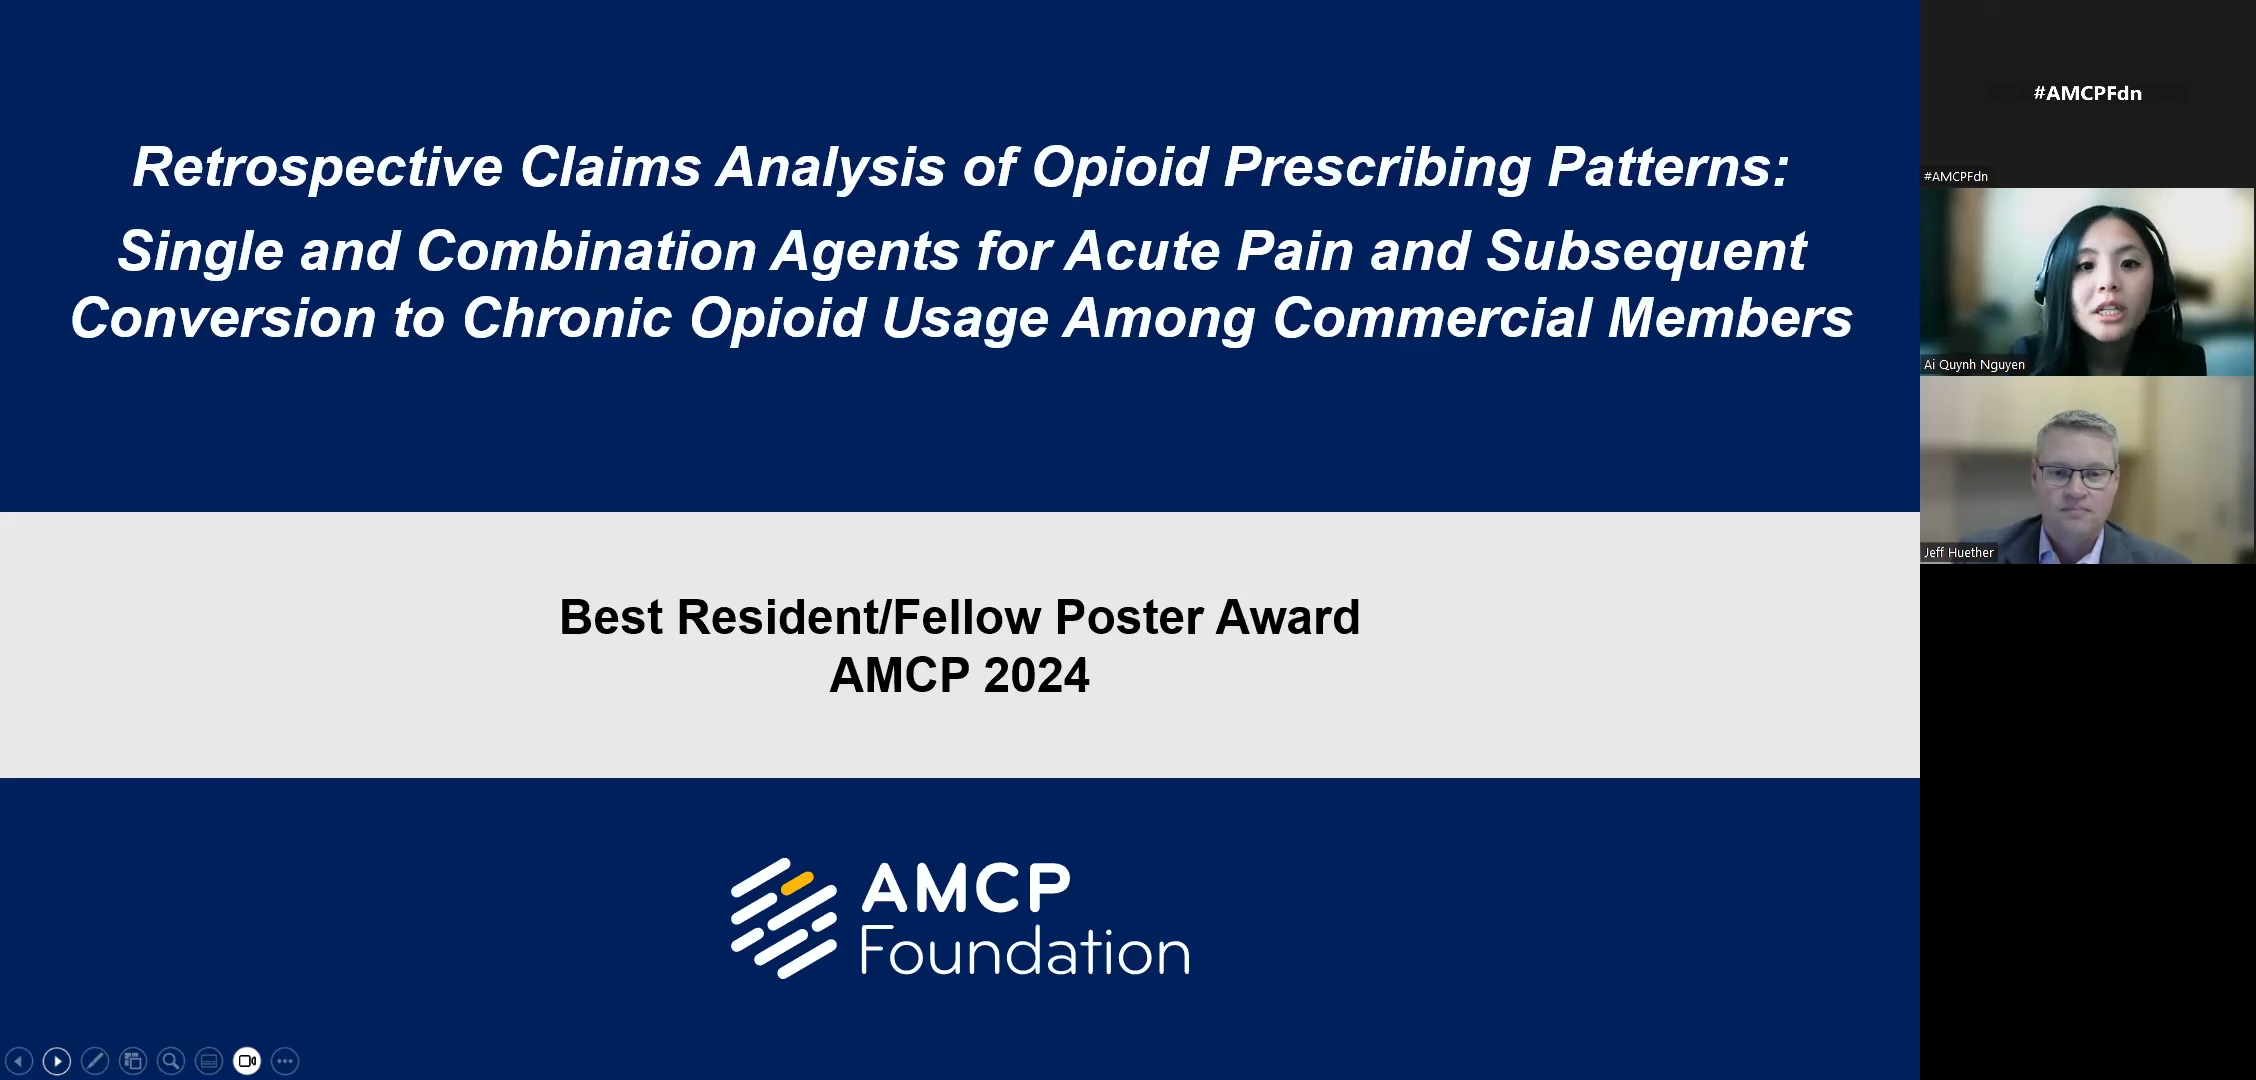 Retrospective Claims Analysis of Opioid Prescribing Patterns:
Single and Combination Agents for Acute Pain and Subsequent
Conversion to Chronic Opioid Usage Among Commercial Members
Best Resident/Fellow Poster Award
AMCP 2024
AMCP
Foundation
#AMCPFdn
#AMCPFdn
Ai Quynh Nguyen
Jeff Huether